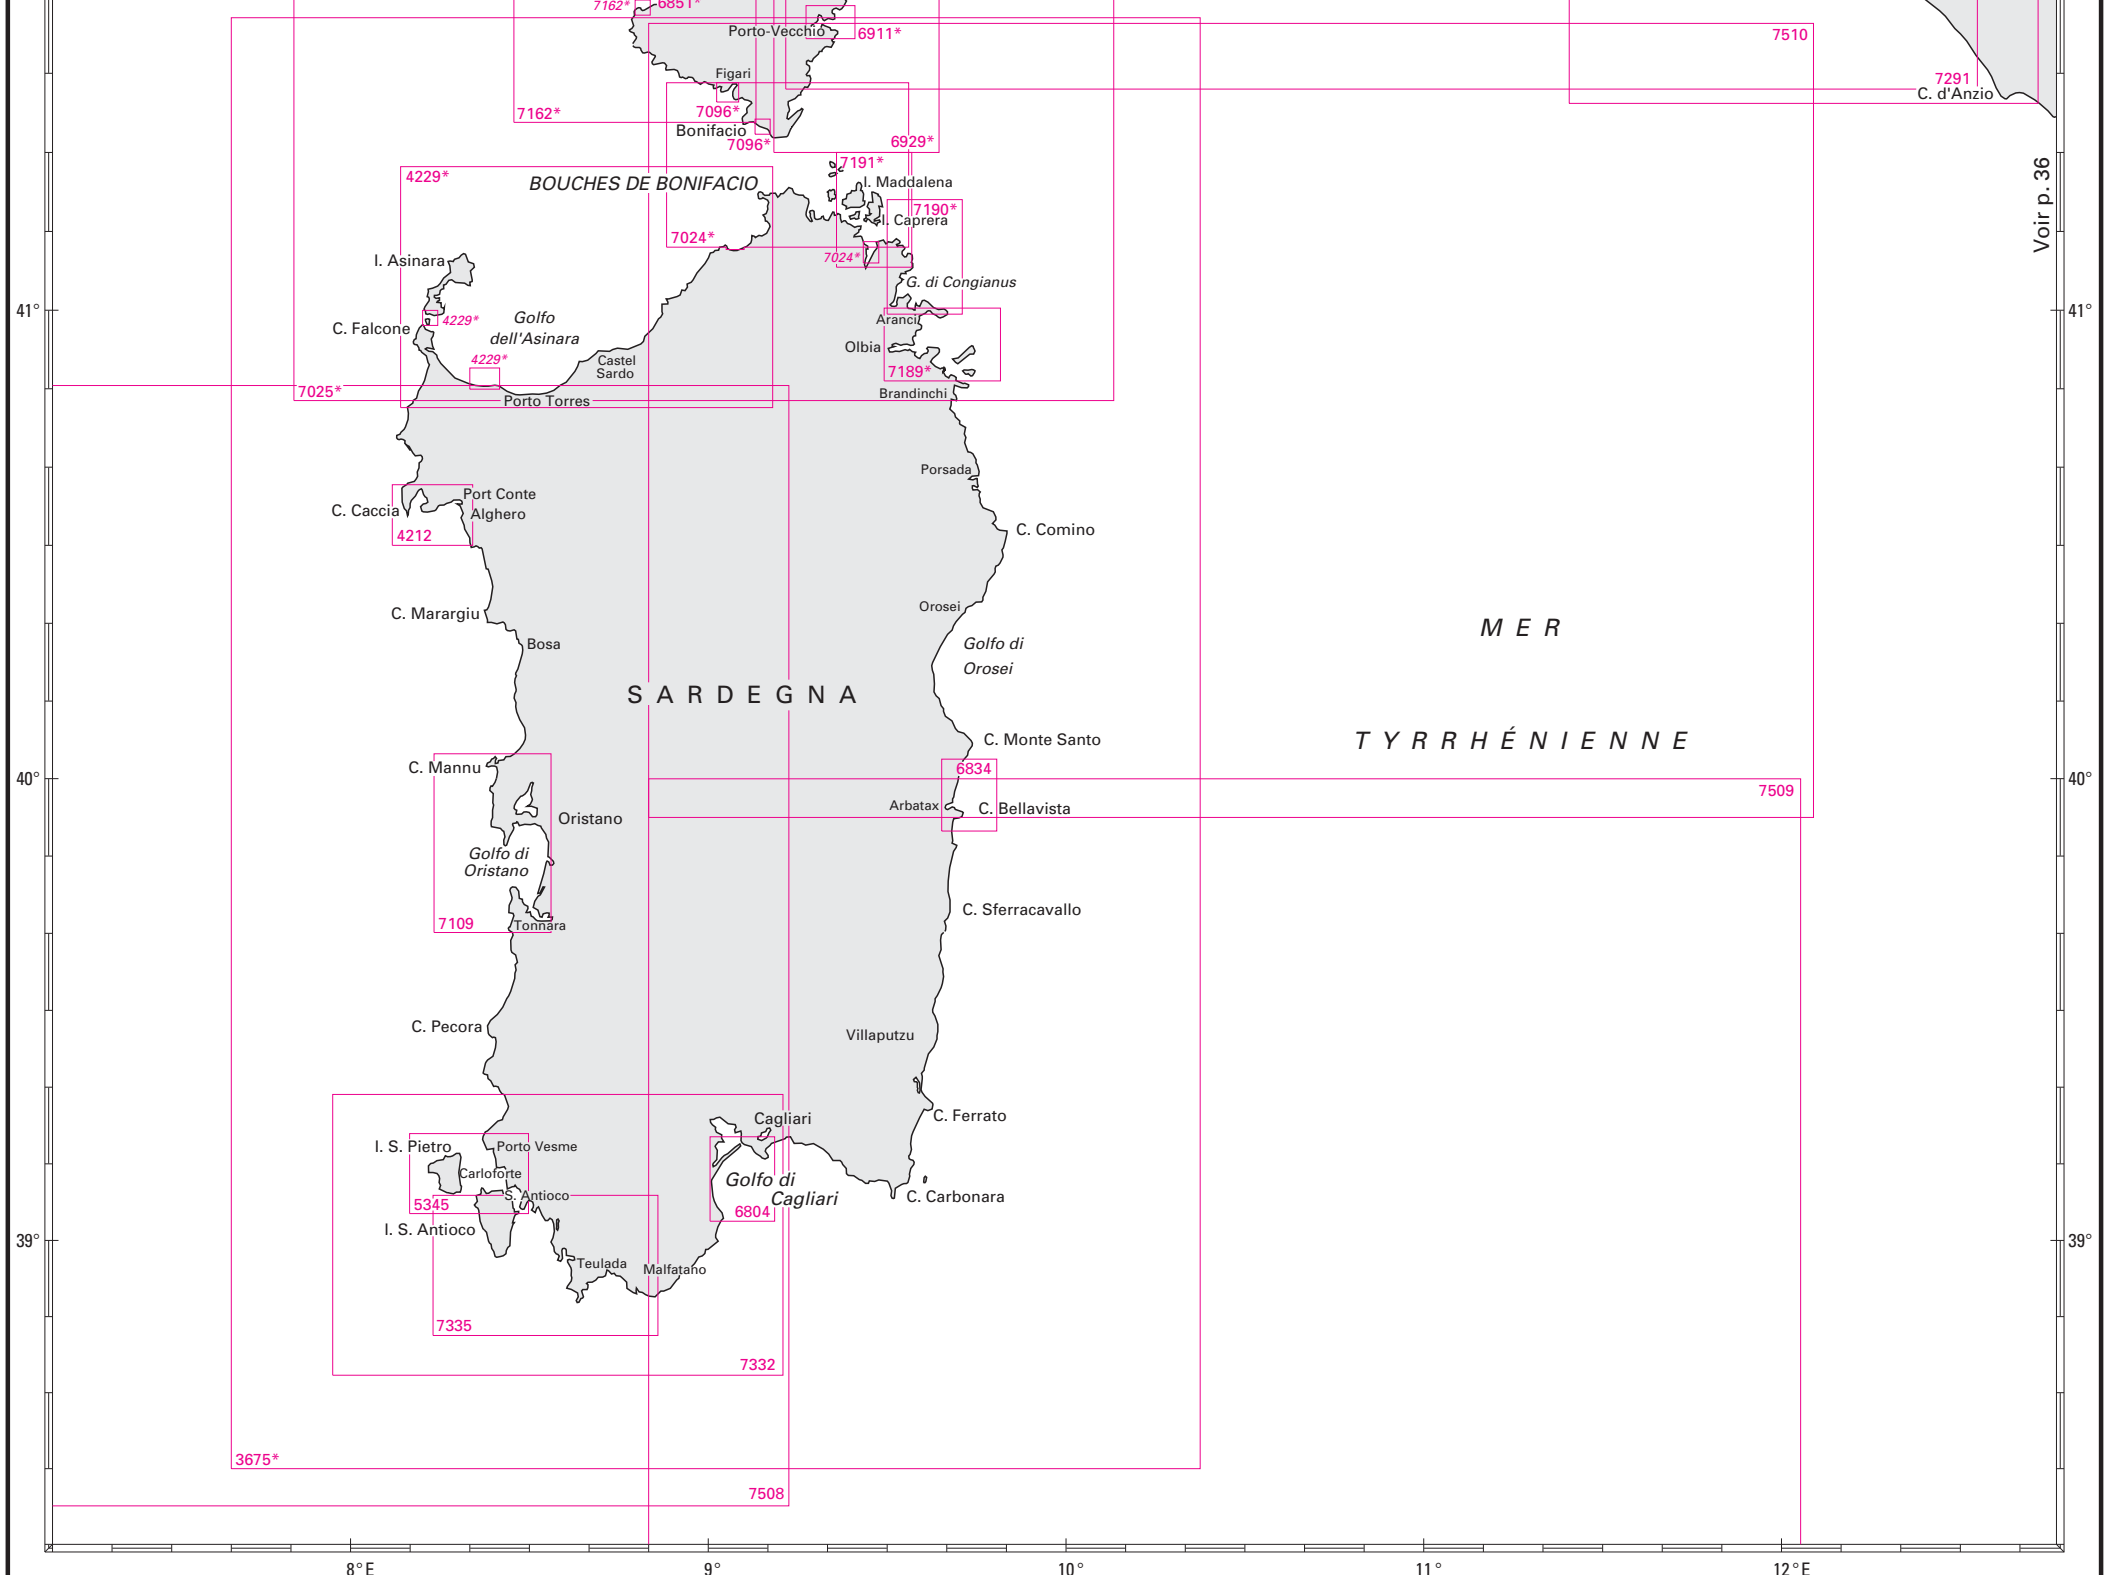 7162*
6851*
Porto-Vecchio
6911*
7510
Figari
7291
C. d'Anzio
7162*
7096*
Bonifacio
7096*
6929*
4229*
BOUCHES DE BONIFACIO
7191*
I. Maddalena
Voir p. 36
7190*
I. Caprera
7024*
7024*
I. Asinara
G. di Congianus
41°
41°
4229*
Golfo
dell'Asinara
C. Falcone
Aranci
Olbia
4229*
Castel
Sardo
7189*
7025*
Porto Torres
Brandinchi
Porsada
Port Conte
C. Caccia
Alghero
4212
C. Comino
C. Marargiu
Orosei
Bosa
Golfo di
Orosei
MER
SARDEGNA
TYRRHÉNIENNE
C. Monte Santo
C. Mannu
6834
40°
40°
7509
Arbatax
C. Bellavista
Oristano
Golfo di
Oristano
7109
Tonnara
C. Sferracavallo
C. Pecora
Villaputzu
Cagliari
C. Ferrato
I. S. Pietro
Porto Vesme
Carloforte
Golfo di
Cagliari
S. Antioco
C. Carbonara
5345
6804
I. S. Antioco
39°
39°
Teulada
Malfatano
7335
7332
3675*
7508
8°E
9°
10°
11°
12°E